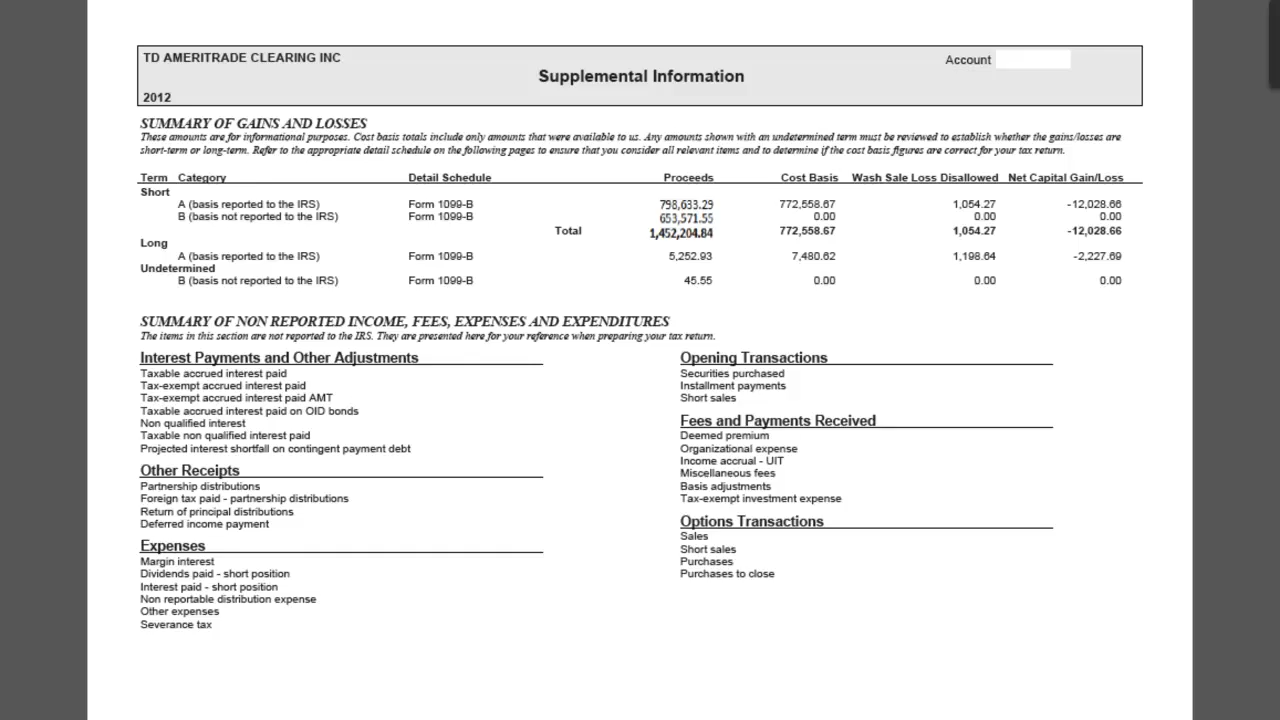 TD AMERITRADE CLEARING INC
Account
Supplemental Information
2012
SUMMARY OF GAINS AND LOSSES
These amounts are for informational purposes. Cost basis totals include only amounts that were available to us. Any amounts shown with an undetermined term must be reviewed to establish whether the gains/losses are
short-term or long-term. Refer to the appropriate detail schedule on the following pages to ensure that you consider all relevant items and to determine if the cost basis figures are correct for your tax return.
Term Category Detail Schedule Proceeds Cost Basis Wash Sale Loss Disallowed Net Capital Gain/Loss
Short
A (basis reported to the IRS) Form 1099-B 798,633.29 772,558.67 1,054.27 -12,028.66
B (basis not reported to the IRS) Form 1099-B 653,571.55 0.00 0.00 0.00
Total 1,452,204.84 772,558.67 1,054.27 -12,028.66
Long
A (basis reported to the IRS) Form 1099-B 5,252.93 7,480.62 1,198.64 -2,227.69
Undetermined
B (basis not reported to the IRS) Form 1099-B 45.55 0.00 0.00 0.00
SUMMARY OF NON REPORTED INCOME, FEES, EXPENSES AND EXPENDITURES
The items in this section are not reported to the IRS. They are presented here for your reference when preparing your tax return.
Interest Payments and Other Adjustments
Taxable accrued interest paid
Tax-exempt accrued interest paid
Tax-exempt accrued interest paid AMT
Taxable accrued interest paid on OID bonds
Non qualified interest
Taxable non qualified interest paid
Projected interest shortfall on contingent payment debt
Other Receipts
Partnership distributions
Foreign tax paid - partnership distributions
Return of principal distributions
Deferred income payment
Expenses
Margin interest
Dividends paid - short position
Interest paid - short position
Non reportable distribution expense
Other expenses
Severance tax
Opening Transactions
Securities purchased
Installment payments
Short sales
Fees and Payments Received
Deemed premium
Organizational expense
Income accrual - UIT
Miscellaneous fees
Basis adjustments
Tax-exempt investment expense
Options Transactions
Sales
Short sales
Purchases
Purchases to close